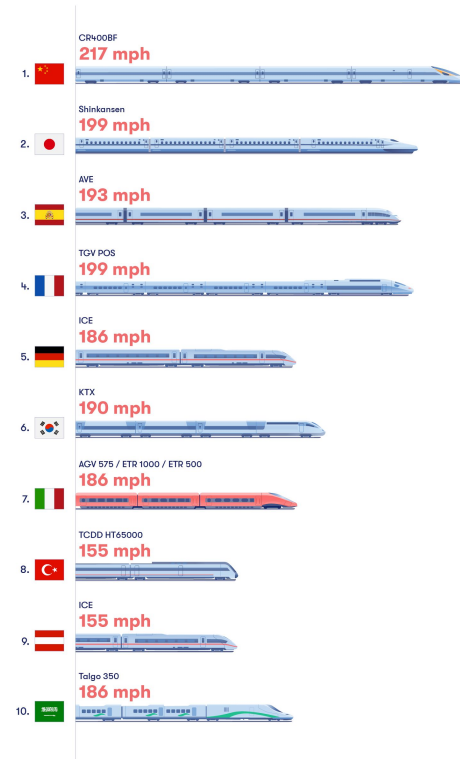 CR400BF
217 mph
1.
Shinkansen
199 mph
2.
AVE
193 mph
3.
TGV POS
199 mph
4.
ICE
186 mph
5.
KTX
190 mph
6.
AGV 575 / ETR 1000 / ETR 500
186 mph
7.
TCDD HT65000
155 mph
8.
ICE
155 mph
9.
Talgo 350
186 mph
10.